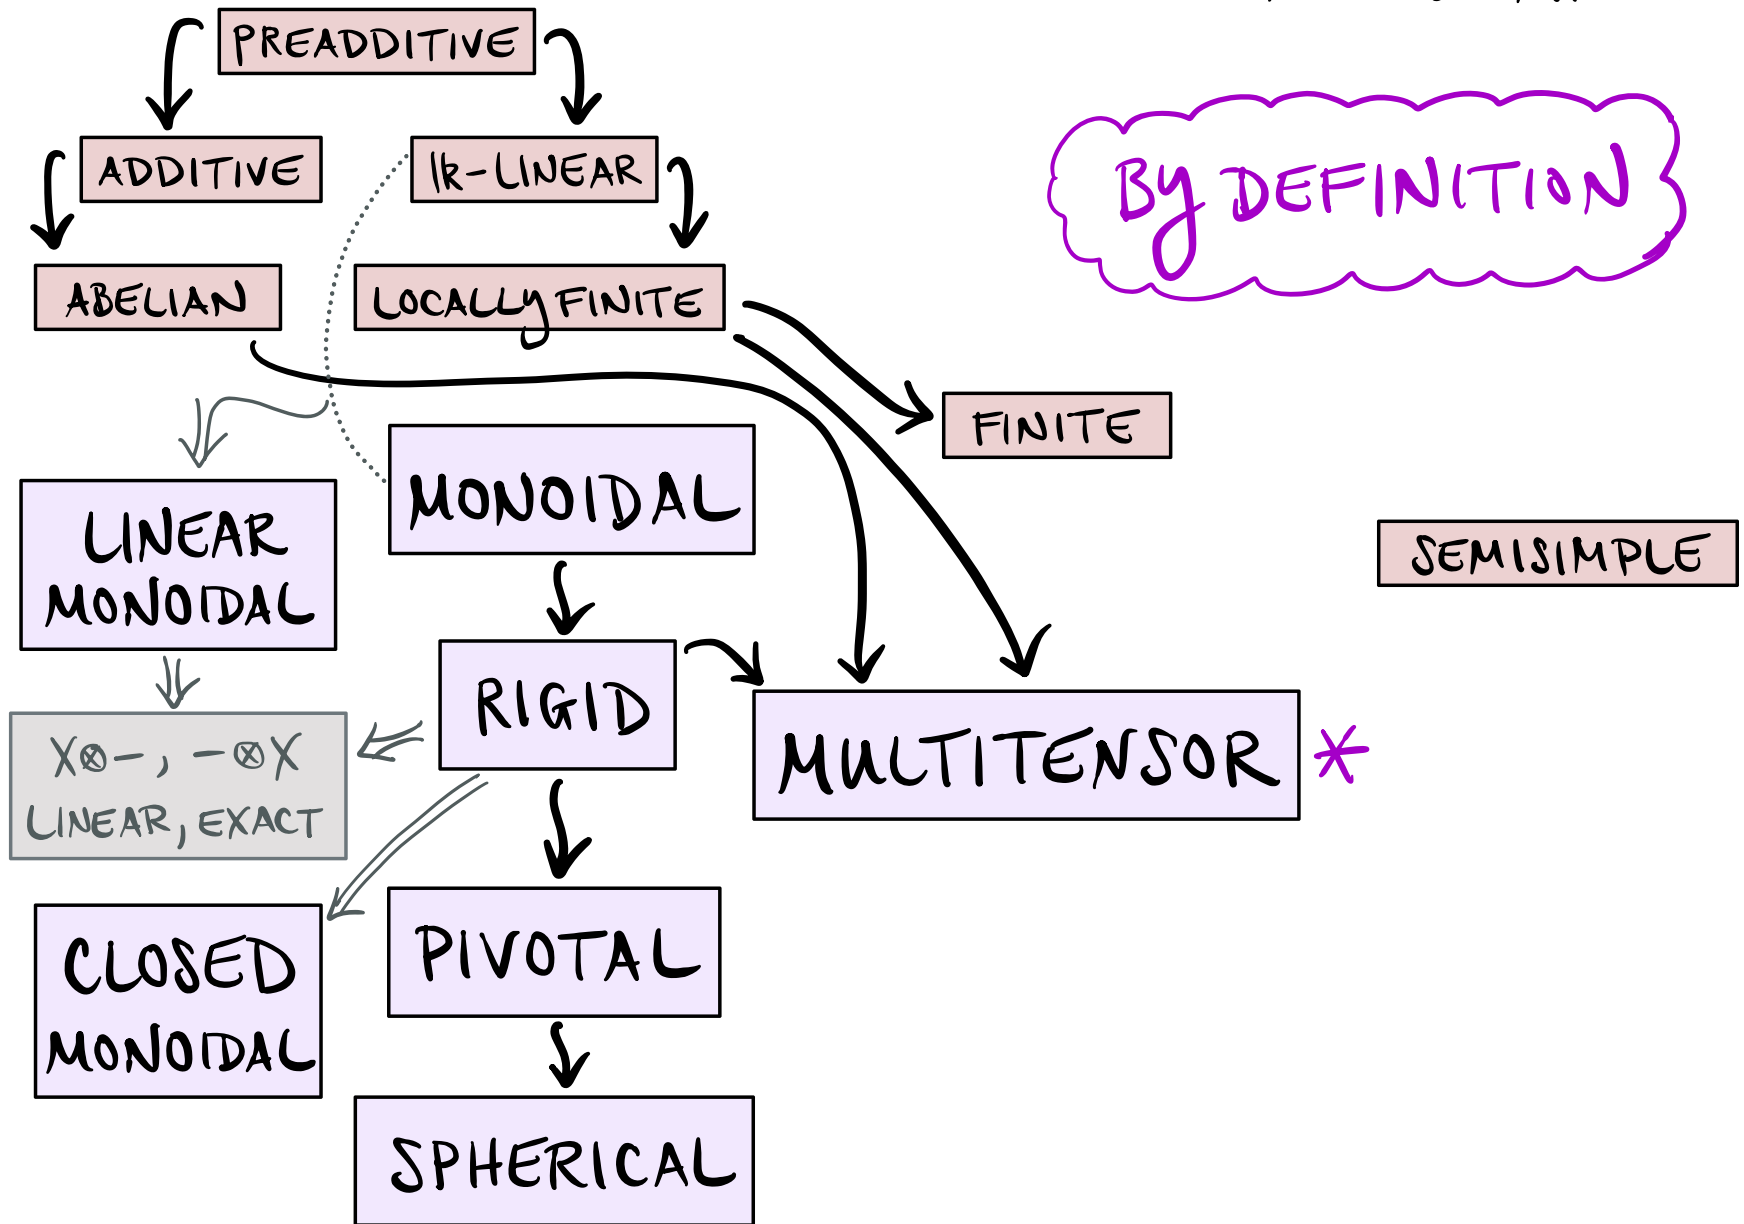 PREADDITIVE
ADDITIVE
𝕜-LINEAR
BY DEFINITION
ABELIAN
LOCALLY FINITE
FINITE
MONOIDAL
LINEAR
MONOIDAL
SEMISIMPLE
RIGID
X⊗-, -⊗X
LINEAR, EXACT
MULTITENSOR *
PIVOTAL
CLOSED
MONOIDAL
SPHERICAL